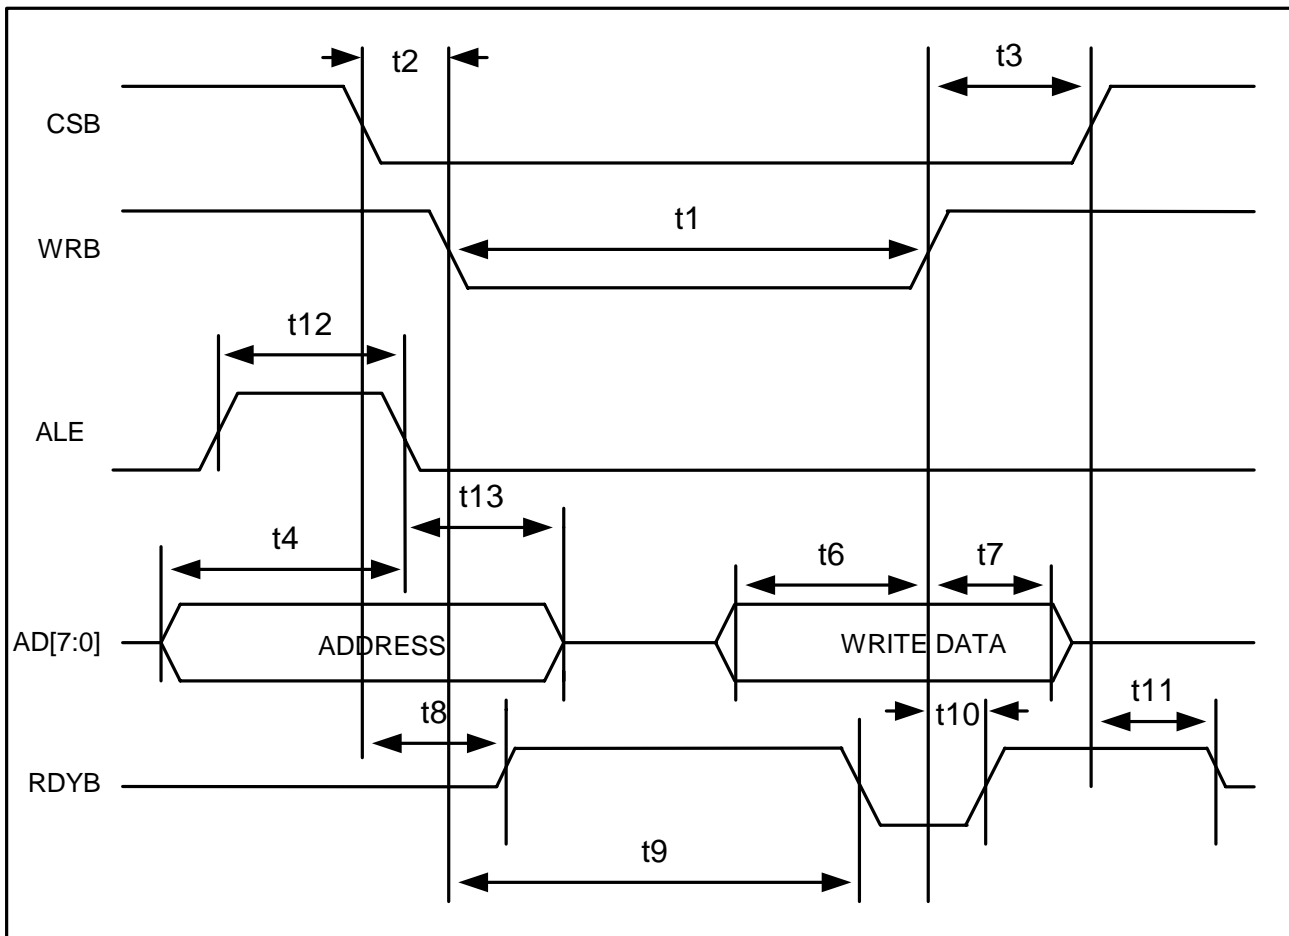 t2
t3
CSB
t1
WRB
t12
ALE
t13
t4
t6
t7
AD[7:0]
ADDRESS
WRITE DATA
t11
t8
t10
RDYB
t9